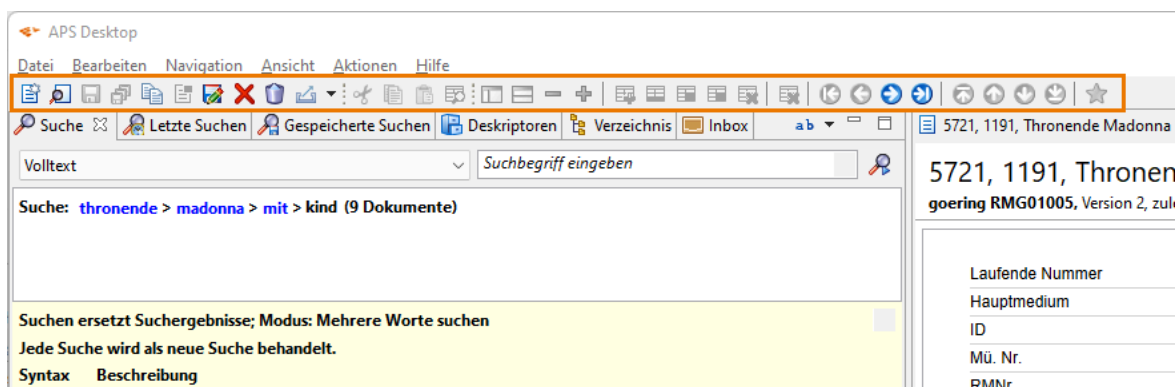 APS Desktop
Datei Bearbeiten Navigation Ansicht Aktionen Hilfe
Suche Letzte Suchen Gespeicherte Suchen Deskriptoren Verzeichnis Inbox a b
Volltext
Suchbegriff eingeben
Suche: thronende > madonna > mit > kind (9 Dokumente)
Suchen ersetzt Suchergebnisse; Modus: Mehrere Worte suchen
Jede Suche wird als neue Suche behandelt.
Syntax Beschreibung
5721, 1191, Thronende Madonna
5721, 1191, Thronen
goering RMG01005, Version 2, zul
Laufende Nummer
Hauptmedium
ID
Mü. Nr.
RMNr